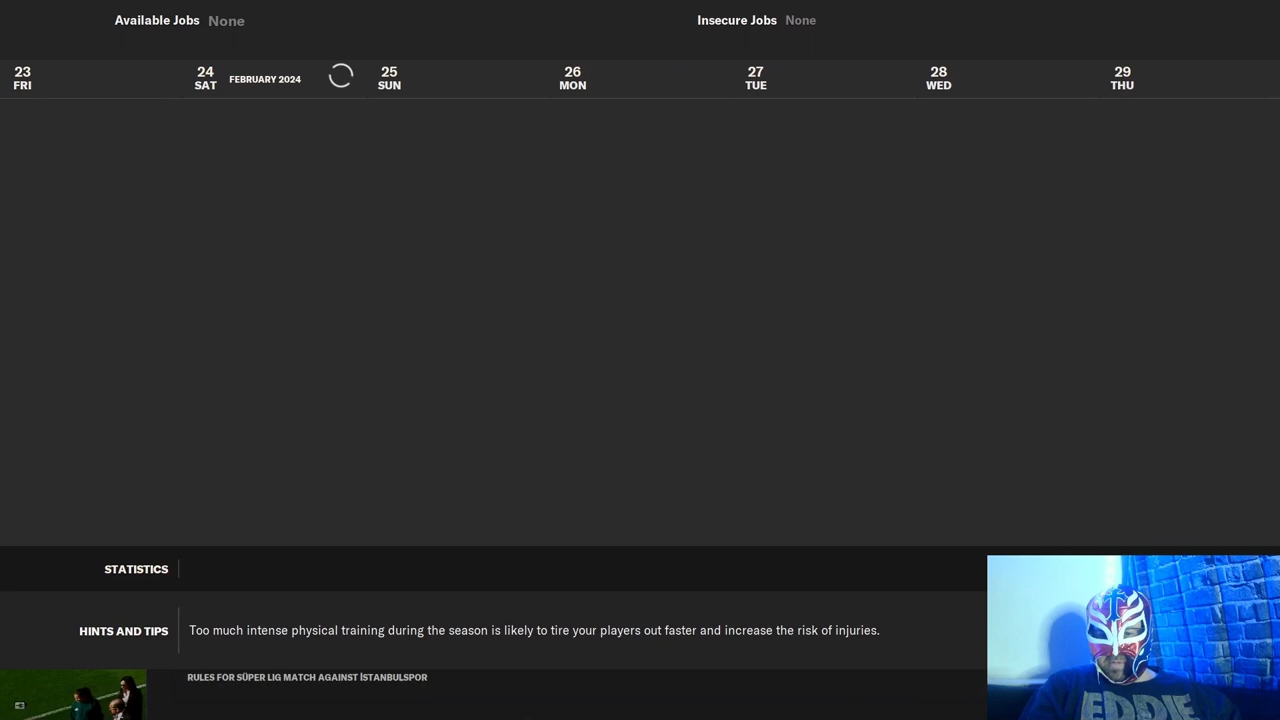 Available Jobs None
Insecure Jobs None
23 FRI
24 SAT FEBRUARY 2024
25 SUN
26 MON
27 TUE
28 WED
29 THU
STATISTICS
HINTS AND TIPS
Too much intense physical training during the season is likely to tire your players out faster and increase the risk of injuries.
RULES FOR SÜPER LIG MATCH AGAINST İSTANBULSPOR
EDDIE